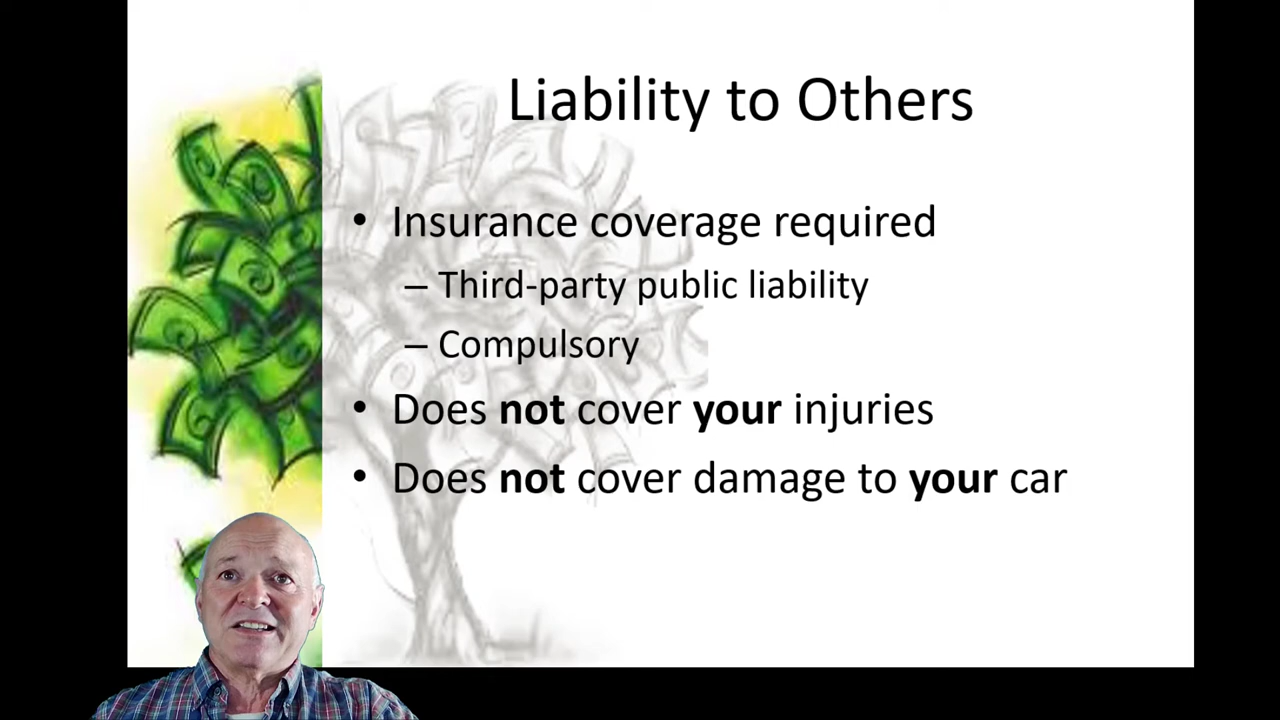 Liability to Others
• Insurance coverage required
– Third-party public liability
– Compulsory
• Does not cover your injuries
• Does not cover damage to your car